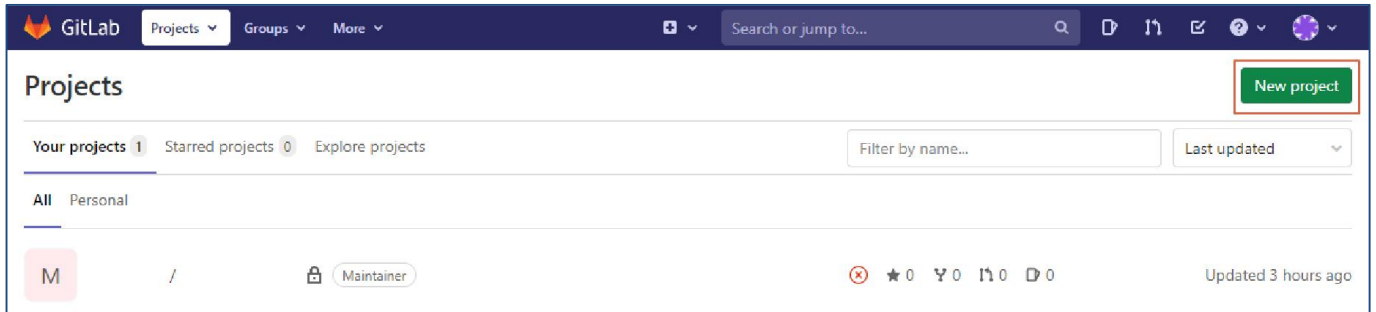 GitLab Projects Groups More Search or jump to...
Projects New project
Your projects 1 Starred projects 0 Explore projects Filter by name... Last updated
All Personal
M / Maintainer 0 0 0 0 Updated 3 hours ago